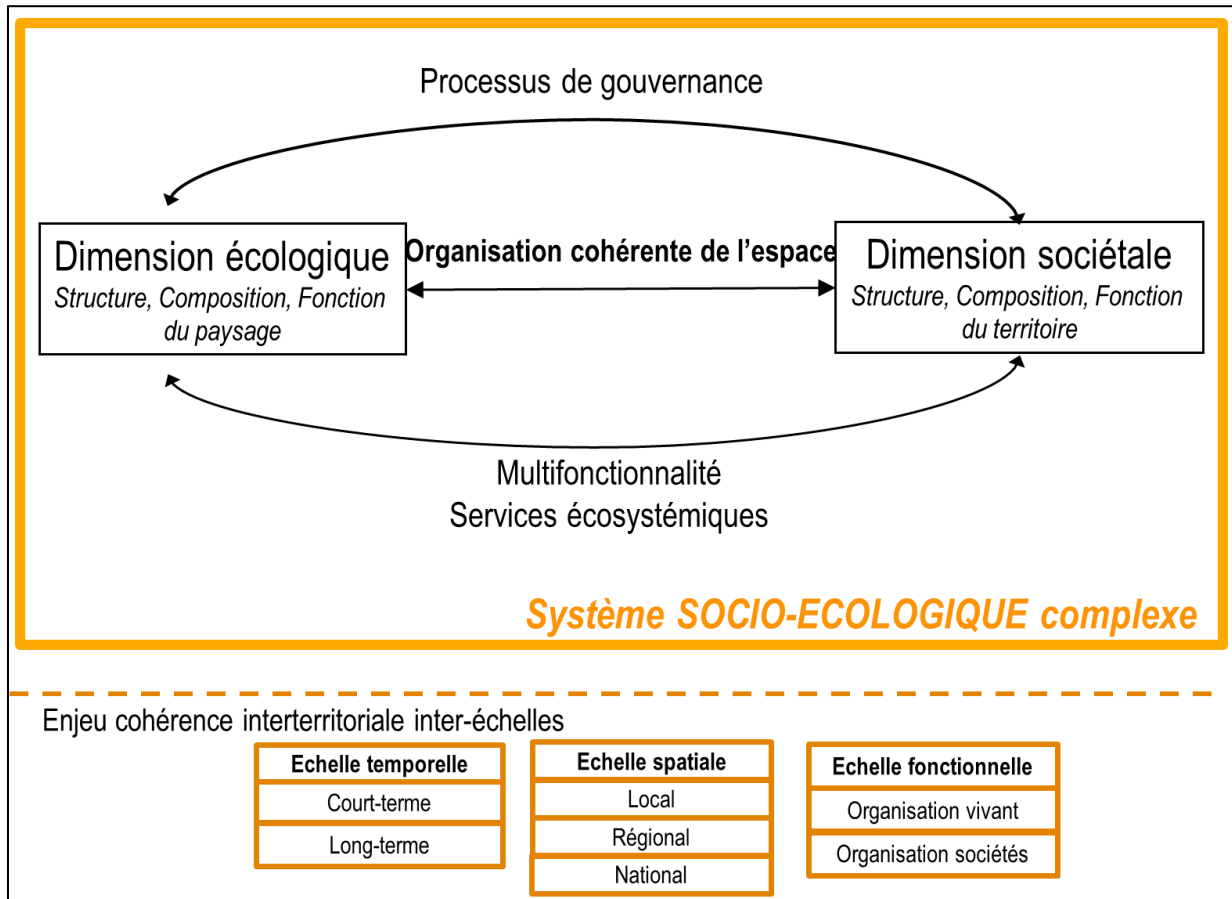 Processus de gouvernance
Dimension écologique
Structure, Composition, Fonction
du paysage
Organisation cohérente de l'espace
Dimension sociétale
Structure, Composition, Fonction
du territoire
Multifonctionnalité
Services écosystémiques
Système SOCIO-ECOLOGIQUE complexe
Enjeu cohérence interterritoriale inter-échelles
Echelle temporelle
Court-terme
Long-terme
Echelle spatiale
Local
Régional
National
Echelle fonctionnelle
Organisation vivant
Organisation sociétés